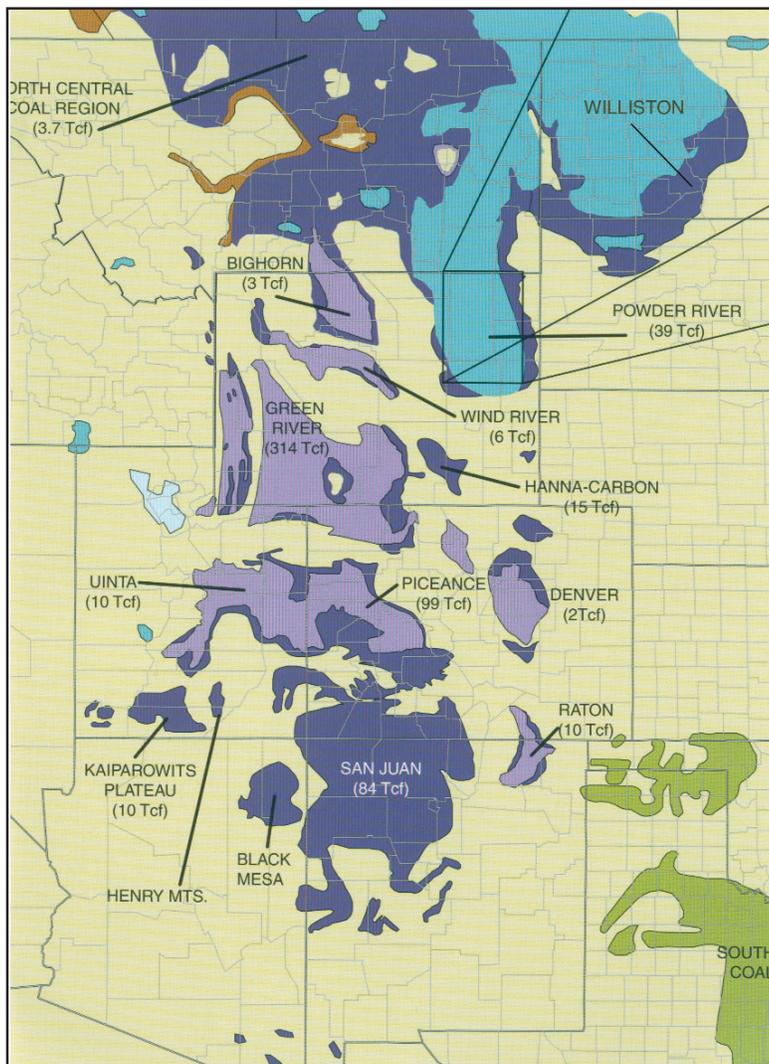 ORTH CENTRAL
COAL REGION
(3.7 Tcf)
WILLISTON
BIGHORN
(3 Tcf)
POWDER RIVER
(39 Tcf)
WIND RIVER
(6 Tcf)
GREEN
RIVER
(314 Tcf)
HANNA-CARBON
(15 Tcf)
UINTA
(10 Tcf)
PICEANCE
(99 Tcf)
DENVER
(2Tcf)
RATON
(10 Tcf)
KAIPAROWITS
PLATEAU
(10 Tcf)
SAN JUAN
(84 Tcf)
BLACK
MESA
HENRY MTS.
SOUTH
COAL